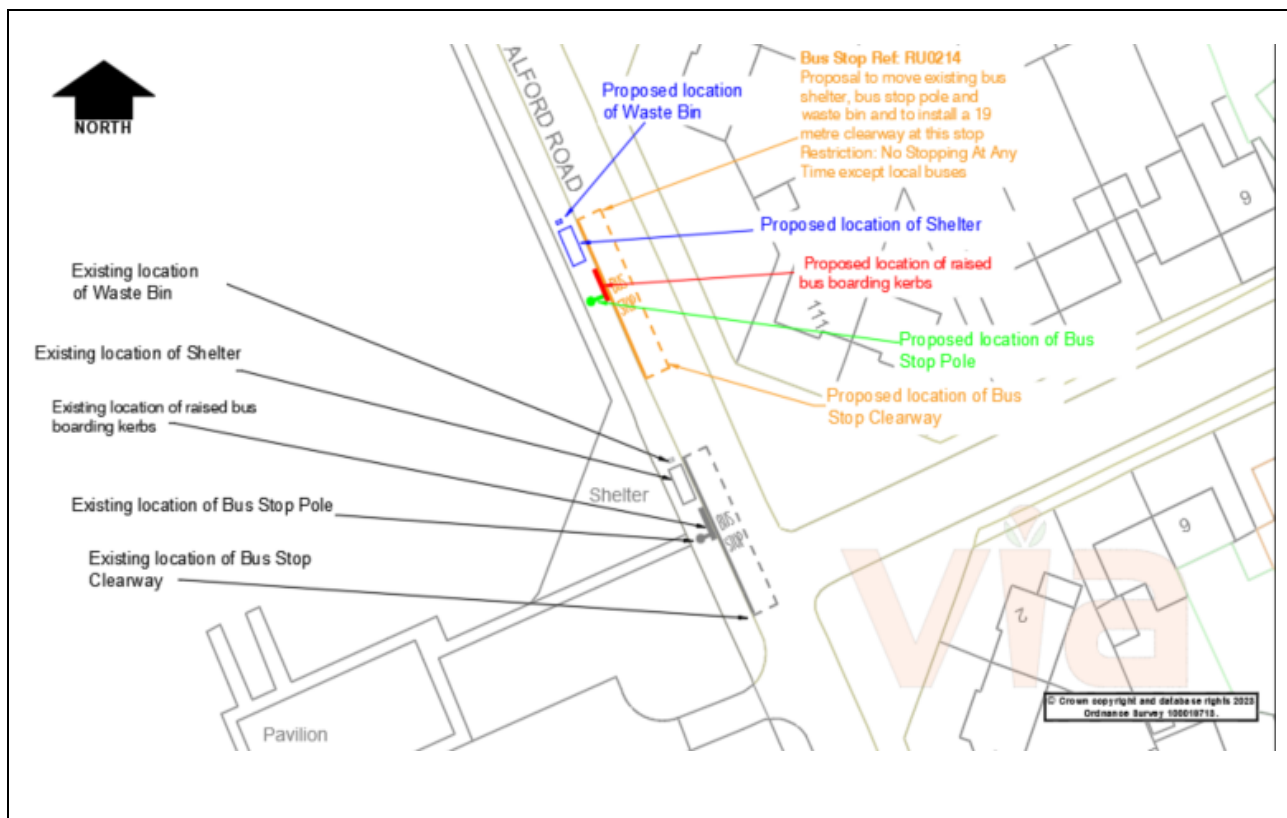 NORTH
ALFORD ROAD
Proposed location
of Waste Bin
Bus Stop Ref: RU0214
Proposal to move existing bus
shelter, bus stop pole and
waste bin and to install a 19
metre clearway at this stop
Restriction: No Stopping At Any
Time except local buses
9
Proposed location of Shelter
Proposed location of raised
bus boarding kerbs
BUS
STOP
111
Proposed location of Bus
Stop Pole
Proposed location of Bus
Stop Clearway
Existing location
of Waste Bin
Existing location of Shelter
Existing location of raised bus
boarding kerbs
Shelter
Existing location of Bus Stop Pole
BUS
STOP
Existing location of Bus Stop
Clearway
9
2
via
Pavilion
© Crown copyright and database rights 2023
Ordnance Survey 100019713.